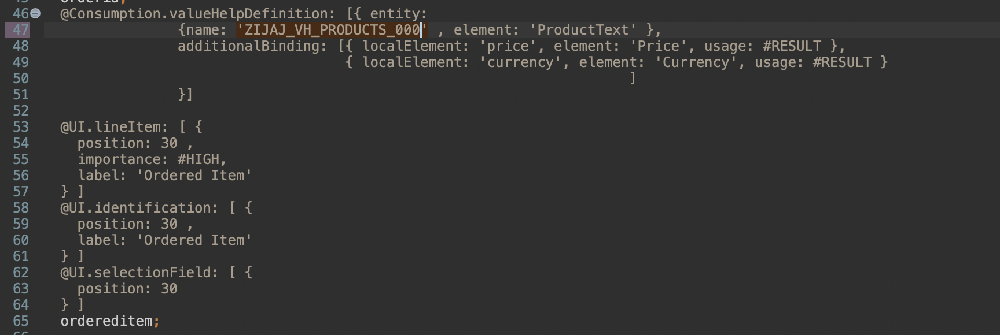 orderid;
46 @Consumption.valueHelpDefinition: [{ entity:
47 {name: 'ZIJAJ_VH_PRODUCTS_000' , element: 'ProductText' },
48 additionalBinding: [{ localElement: 'price', element: 'Price', usage: #RESULT },
49 { localElement: 'currency', element: 'Currency', usage: #RESULT }
50 ]
51 }]
52
53 @UI.lineItem: [ {
54 position: 30 ,
55 importance: #HIGH,
56 label: 'Ordered Item'
57 } ]
58 @UI.identification: [ {
59 position: 30 ,
60 label: 'Ordered Item'
61 } ]
62 @UI.selectionField: [ {
63 position: 30
64 } ]
65 ordereditem;